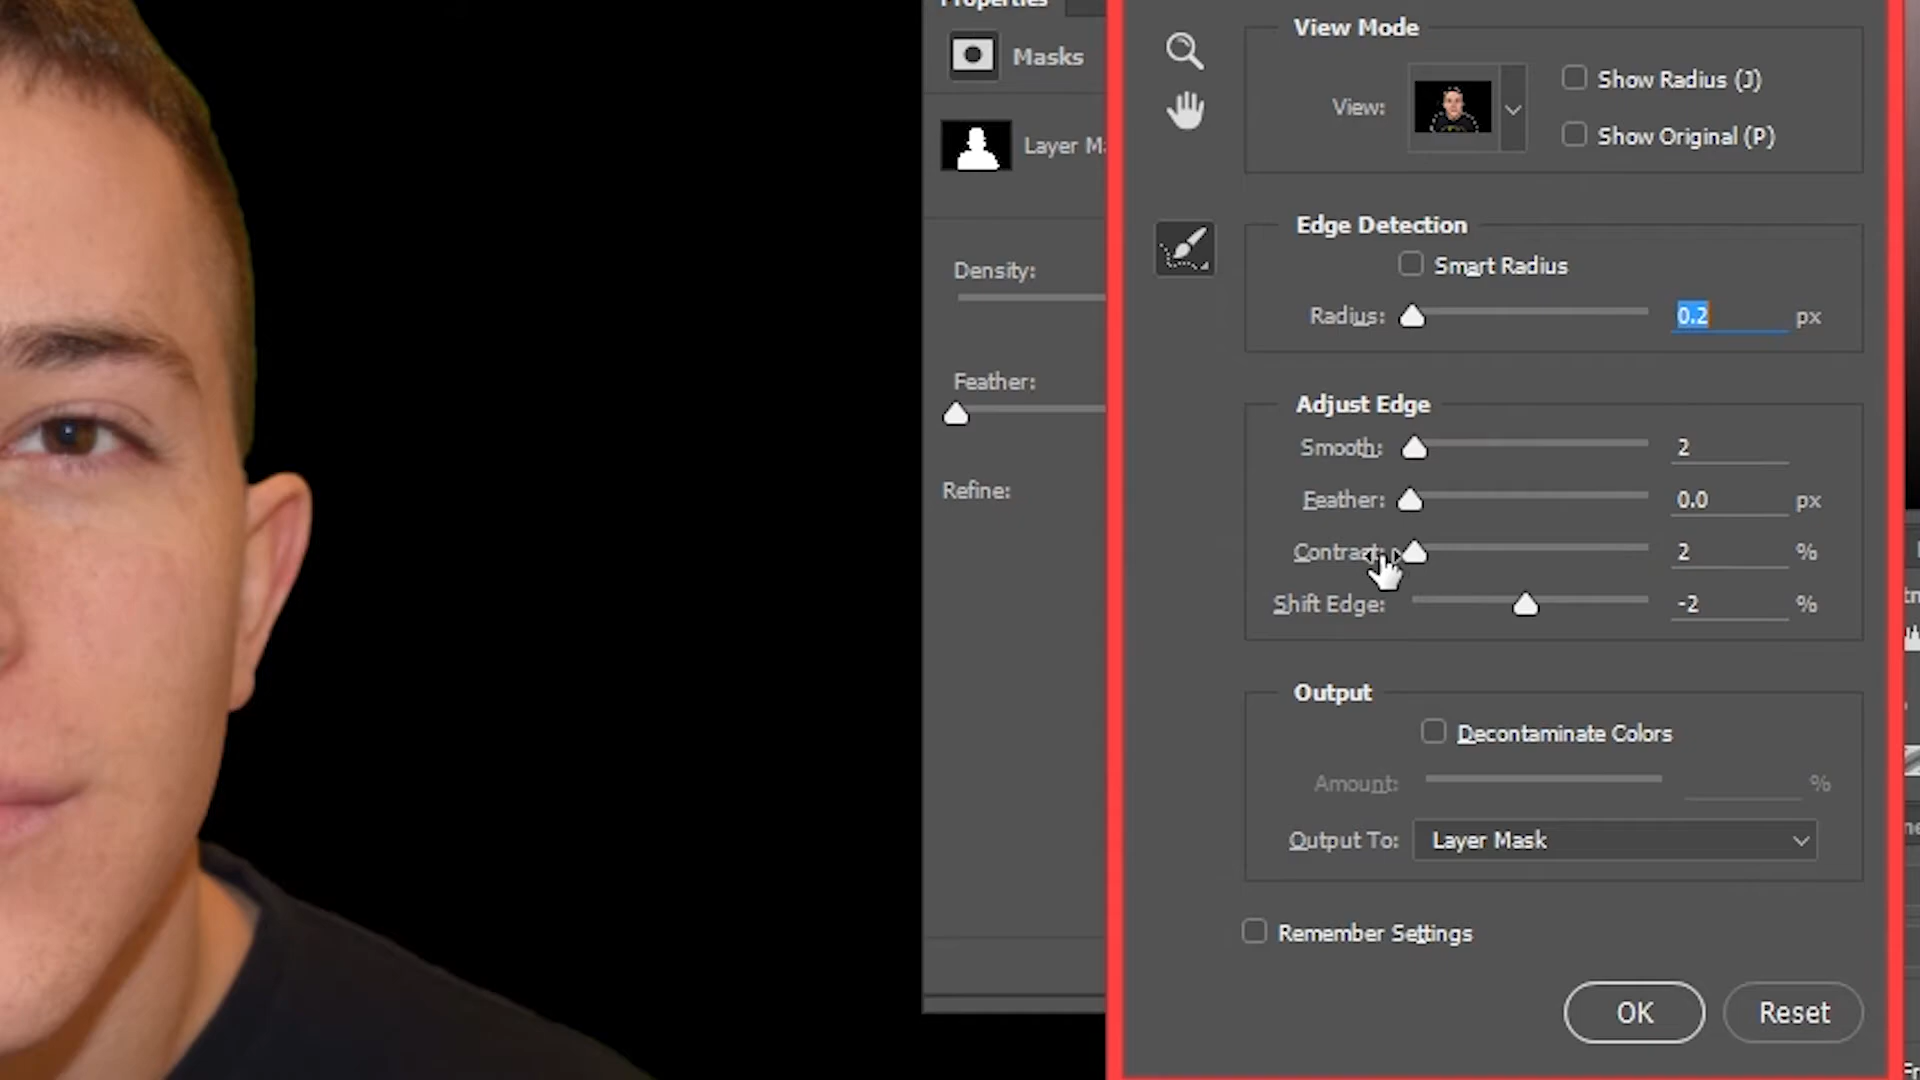 Properties
Masks
Layer M
Density:
Feather:
Refine:
View Mode
View:
Show Radius (J)
Show Original (P)
Edge Detection
Smart Radius
Radius: 0.2 px
Adjust Edge
Smooth: 2
Feather: 0.0 px
Contrast: 2 %
Shift Edge: -2 %
Output
Decontaminate Colors
Amount: %
Output To: Layer Mask
Remember Settings
OK Reset